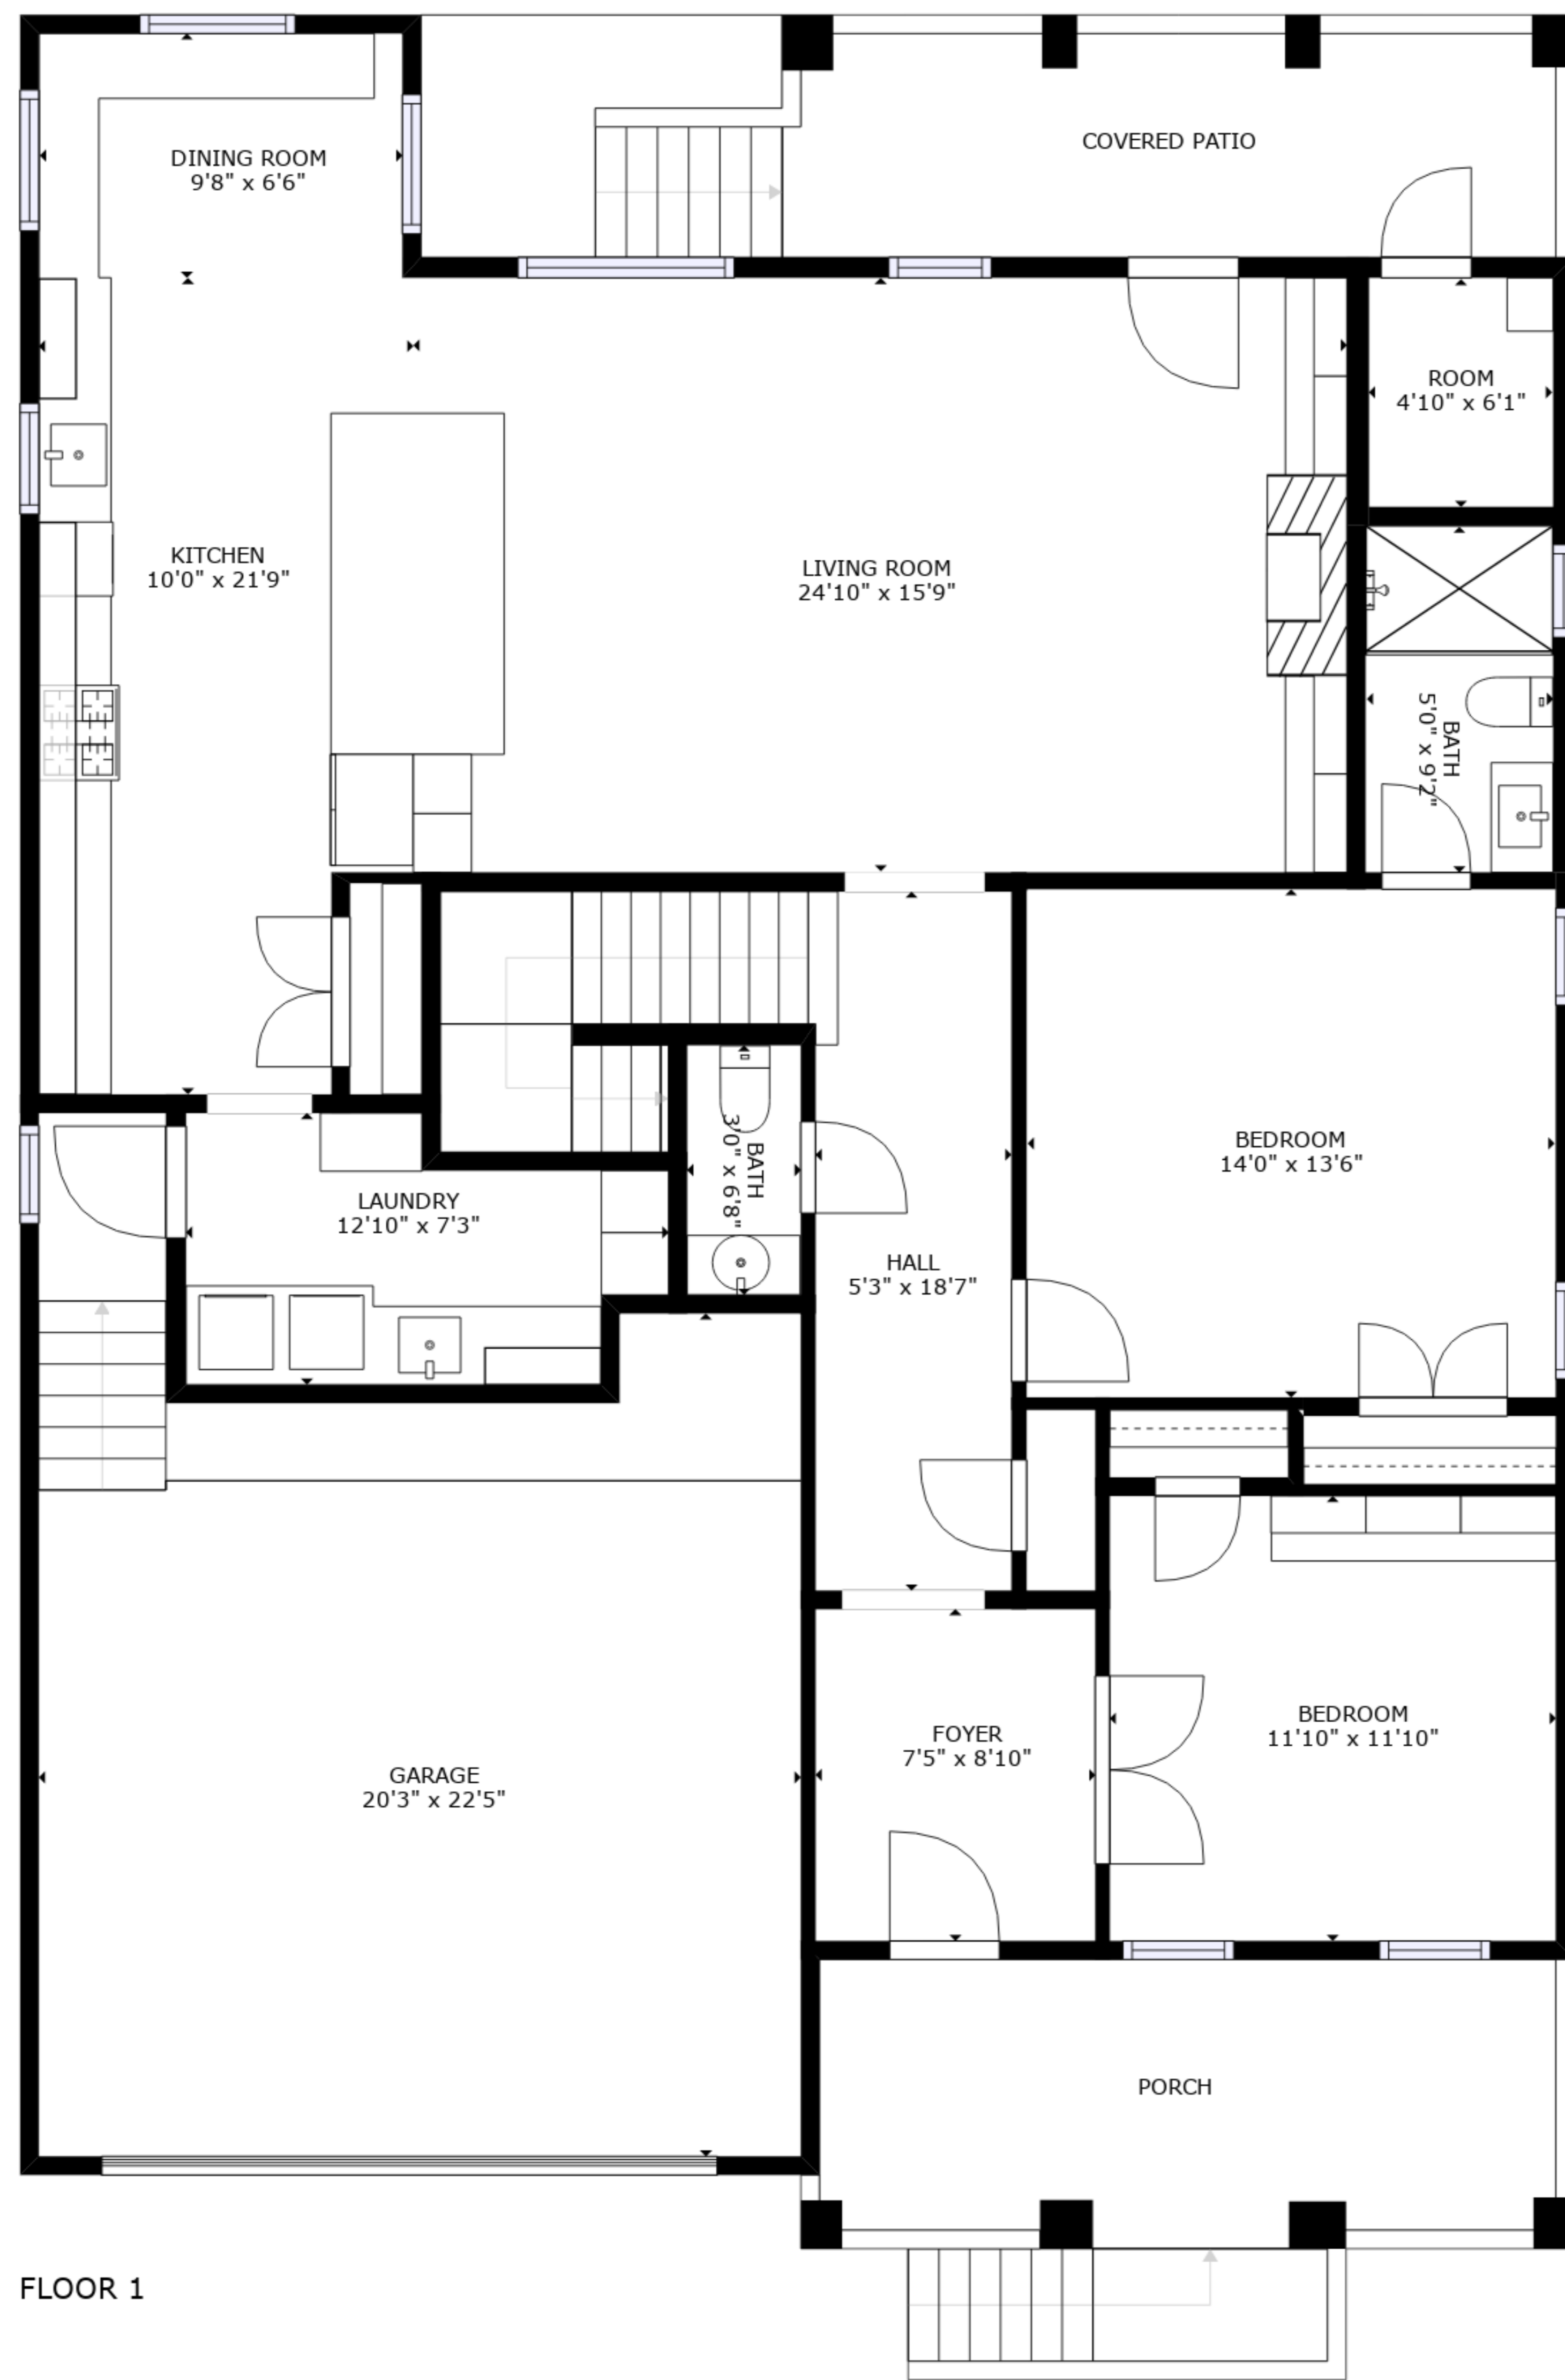 COVERED PATIO
DINING ROOM
9'8" x 6'6"
ROOM
4'10" x 6'1"
KITCHEN
10'0" x 21'9"
LIVING ROOM
24'10" x 15'9"
BATH
5'0" x 9'2"
BEDROOM
14'0" x 13'6"
BATH
3'0" x 6'8"
LAUNDRY
12'10" x 7'3"
HALL
5'3" x 18'7"
BEDROOM
11'10" x 11'10"
FOYER
7'5" x 8'10"
GARAGE
20'3" x 22'5"
PORCH
FLOOR 1